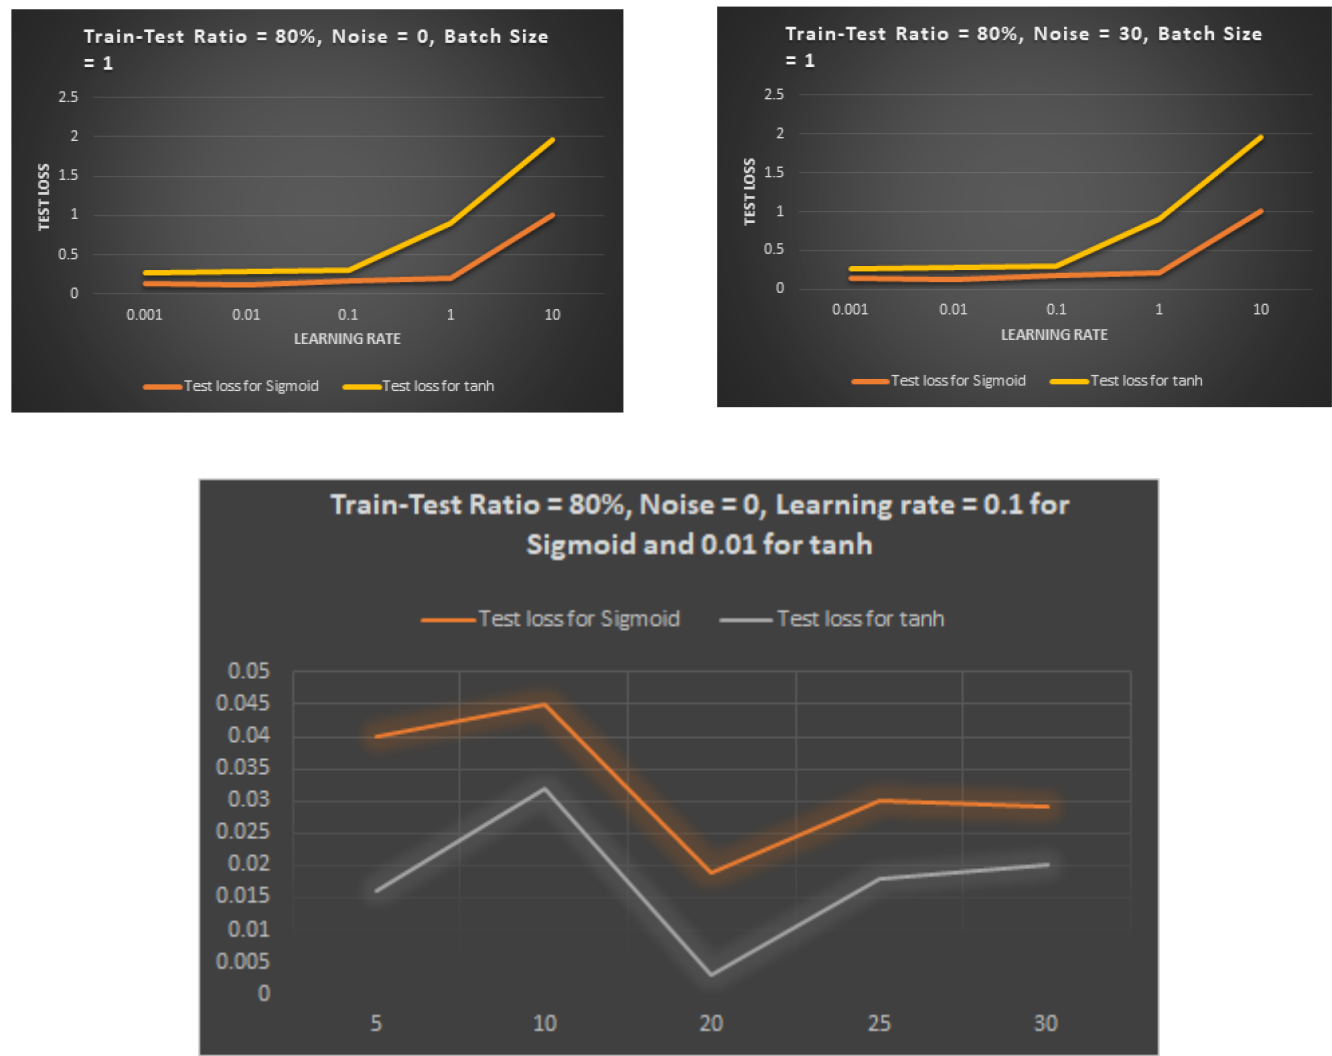 Train-Test Ratio = 80%, Noise = 0, Batch Size
= 1
2.5
2
1.5
1
0.5
0
TEST LOSS
0.001 0.01 0.1 1 10
LEARNING RATE
Test loss for Sigmoid Test loss for tanh
Train-Test Ratio = 80%, Noise = 30, Batch Size
= 1
2.5
2
1.5
1
0.5
0
TEST LOSS
0.001 0.01 0.1 1 10
LEARNING RATE
Test loss for Sigmoid Test loss for tanh
Train-Test Ratio = 80%, Noise = 0, Learning rate = 0.1 for
Sigmoid and 0.01 for tanh
Test loss for Sigmoid Test loss for tanh
0.05
0.045
0.04
0.035
0.03
0.025
0.02
0.015
0.01
0.005
0
5 10 20 25 30